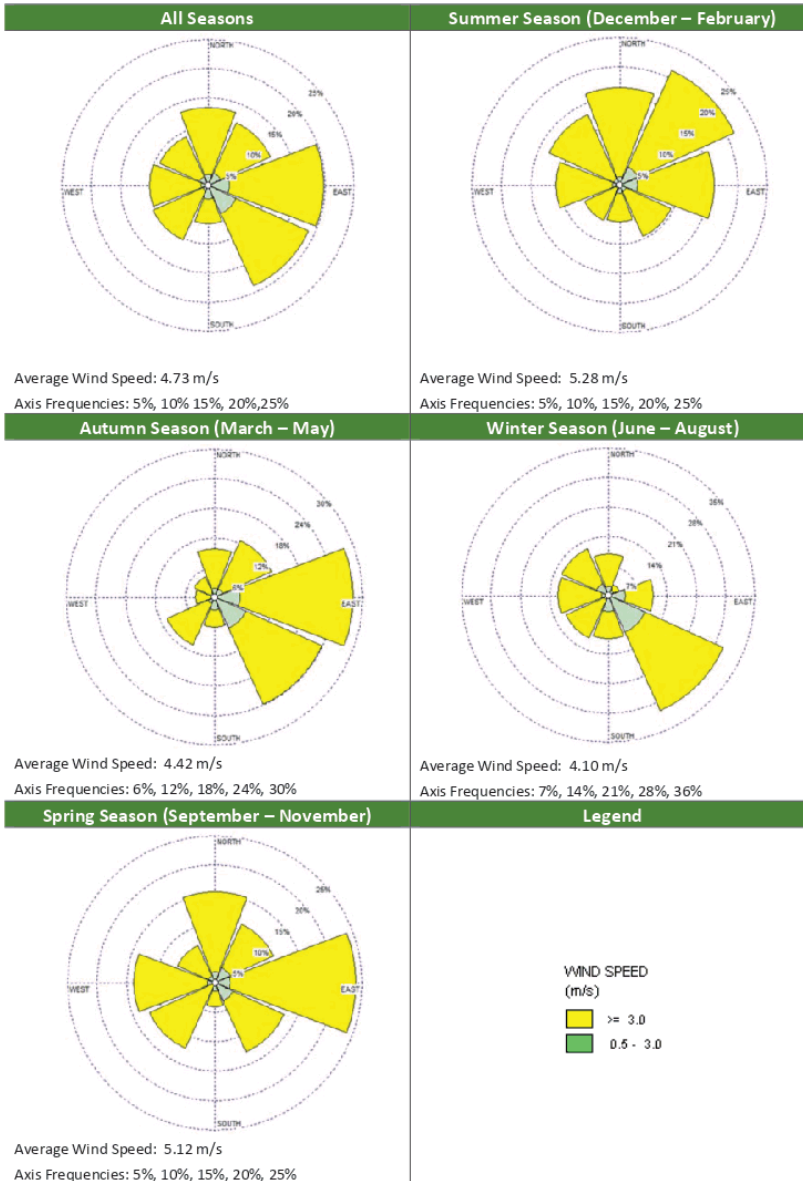 All Seasons
NORTH
25%
20%
15%
10%
5%
WEST
EAST
SOUTH
Average Wind Speed: 4.73 m/s
Axis Frequencies: 5%, 10% 15%, 20%,25%
Summer Season (December – February)
NORTH
25%
20%
15%
10%
5%
WEST
EAST
SOUTH
Average Wind Speed: 5.28 m/s
Axis Frequencies: 5%, 10%, 15%, 20%, 25%
Autumn Season (March – May)
NORTH
30%
24%
18%
12%
6%
WEST
EAST
SOUTH
Average Wind Speed: 4.42 m/s
Axis Frequencies: 6%, 12%, 18%, 24%, 30%
Winter Season (June – August)
NORTH
35%
28%
21%
14%
7%
WEST
EAST
SOUTH
Average Wind Speed: 4.10 m/s
Axis Frequencies: 7%, 14%, 21%, 28%, 36%
Spring Season (September – November)
NORTH
25%
20%
15%
10%
5%
WEST
EAST
SOUTH
Average Wind Speed: 5.12 m/s
Axis Frequencies: 5%, 10%, 15%, 20%, 25%
Legend
WIND SPEED
(m/s)
>= 3.0
0.5 - 3.0